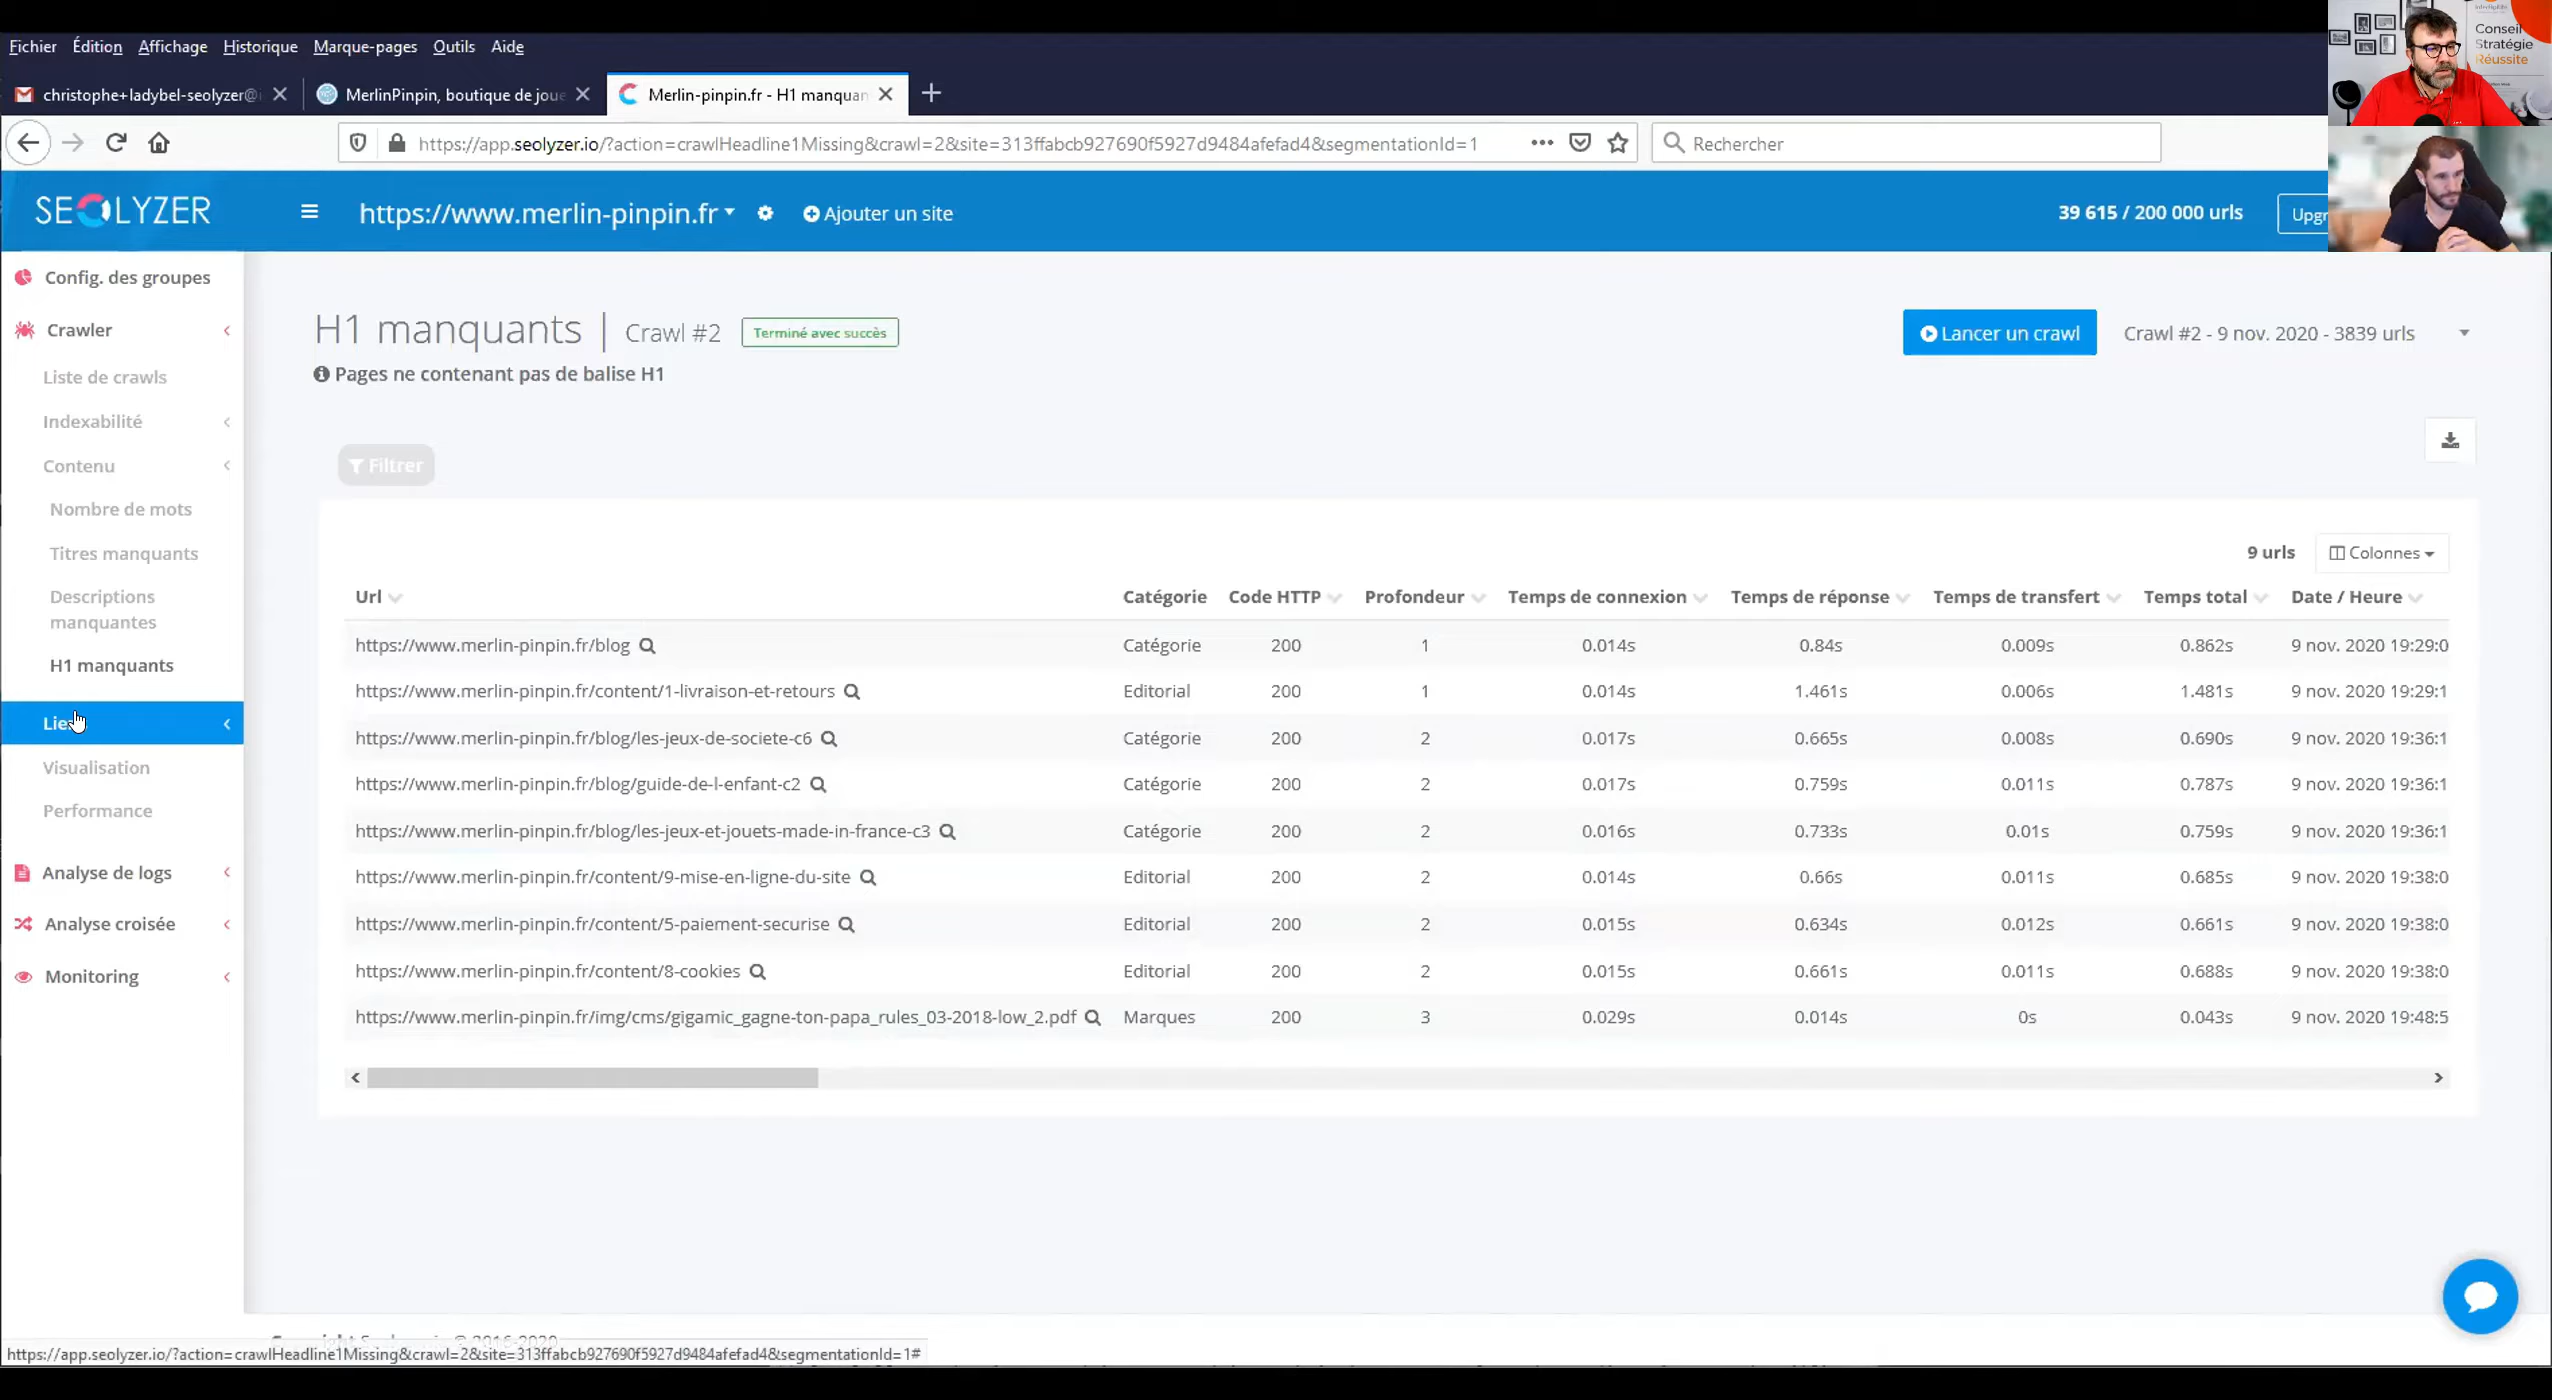 Fichier Édition Affichage Historique Marque-pages Outils Aide
christophe+ladybel-seolyzer@
MerlinPinpin, boutique de joue
Merlin-pinpin.fr - H1 manquan
https://app.seolyzer.io/?action=crawlHeadline1Missing&crawl=2&site=313ffabcb927690f5927d9484afefad4&segmentationId=1
Rechercher
Conseil
Stratégie
Réussite
SEOLYZER
https://www.merlin-pinpin.fr
Ajouter un site
39 615 / 200 000 urls
Upgr
Config. des groupes
Crawler
Liste de crawls
Indexabilité
Contenu
Nombre de mots
Titres manquants
Descriptions
manquantes
H1 manquants
Visualisation
Performance
Analyse de logs
Analyse croisée
Monitoring
H1 manquants | Crawl #2 Terminé avec succès
Pages ne contenant pas de balise H1
Lancer un crawl
Crawl #2 - 9 nov. 2020 - 3839 urls
Filtrer
9 urls Colonnes
Url Catégorie Code HTTP Profondeur Temps de connexion Temps de réponse Temps de transfert Temps total Date / Heure
https://www.merlin-pinpin.fr/blog Catégorie 200 1 0.014s 0.84s 0.009s 0.862s 9 nov. 2020 19:29:0
https://www.merlin-pinpin.fr/content/1-livraison-et-retours Editorial 200 1 0.014s 1.461s 0.006s 1.481s 9 nov. 2020 19:29:1
https://www.merlin-pinpin.fr/blog/les-jeux-de-societe-c6 Catégorie 200 2 0.017s 0.665s 0.008s 0.690s 9 nov. 2020 19:36:1
https://www.merlin-pinpin.fr/blog/guide-de-l-enfant-c2 Catégorie 200 2 0.017s 0.759s 0.011s 0.787s 9 nov. 2020 19:36:1
https://www.merlin-pinpin.fr/blog/les-jeux-et-jouets-made-in-france-c3 Catégorie 200 2 0.016s 0.733s 0.01s 0.759s 9 nov. 2020 19:36:1
https://www.merlin-pinpin.fr/content/9-mise-en-ligne-du-site Editorial 200 2 0.014s 0.66s 0.011s 0.685s 9 nov. 2020 19:38:0
https://www.merlin-pinpin.fr/content/5-paiement-securise Editorial 200 2 0.015s 0.634s 0.012s 0.661s 9 nov. 2020 19:38:0
https://www.merlin-pinpin.fr/content/8-cookies Editorial 200 2 0.015s 0.661s 0.011s 0.688s 9 nov. 2020 19:38:0
https://www.merlin-pinpin.fr/img/cms/gigamic_gagne-ton-papa_rules_03-2018-low_2.pdf Marques 200 3 0.029s 0.014s 0s 0.043s 9 nov. 2020 19:48:5
https://app.seolyzer.io/?action=crawlHeadline1Missing&crawl=2&site=313ffabcb927690f5927d9484afefad4&segmentationId=1#